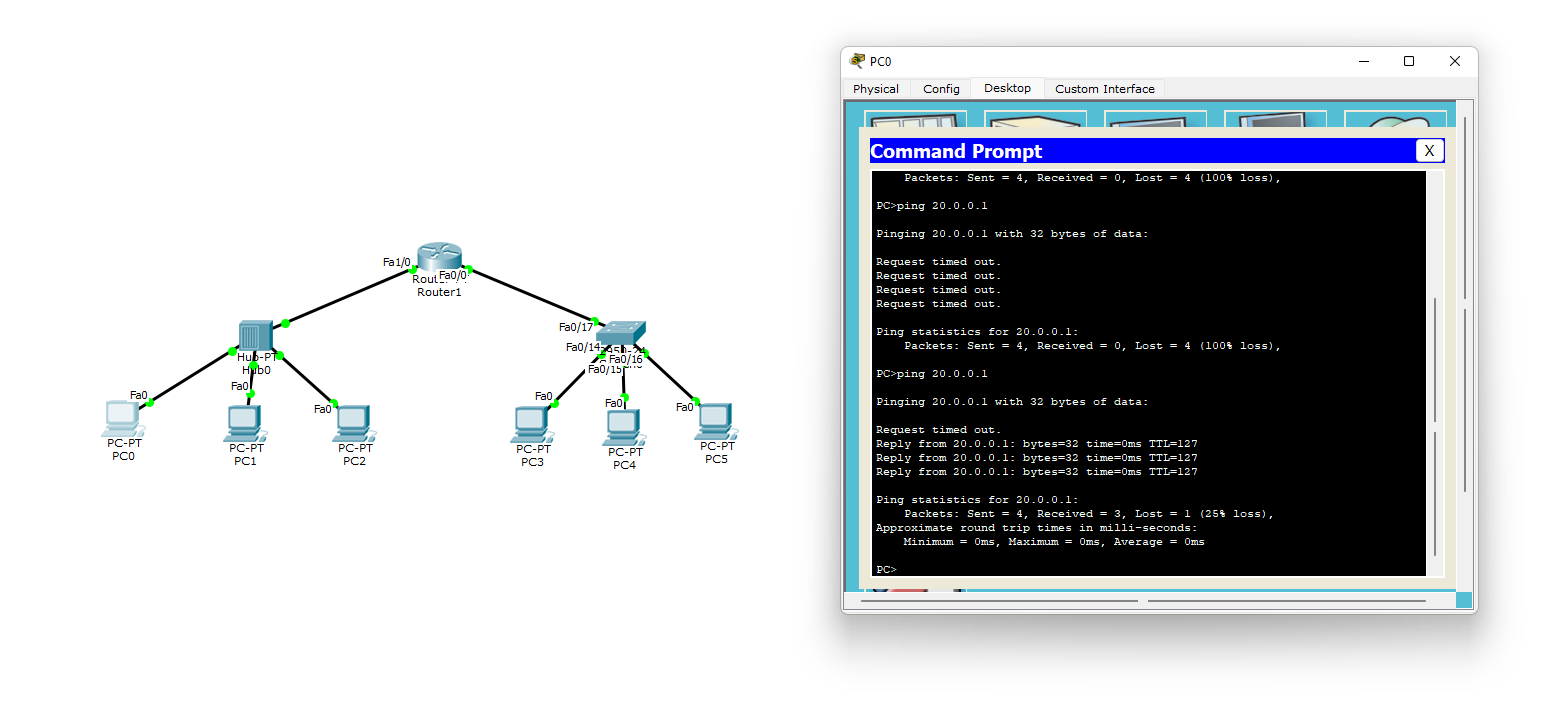 Fa1/0
Fa0/0
Router1
Fa0/17
Fa0/14
Fa0/16
Fa0/15
Hub-PT
Hub0
Fa0
Fa0
Fa0
Fa0
Fa0
Fa0
PC-PT
PC0
PC-PT
PC1
PC-PT
PC2
PC-PT
PC3
PC-PT
PC4
PC-PT
PC5
PC0
Physical Config Desktop Custom Interface
Command Prompt X
Packets: Sent = 4, Received = 0, Lost = 4 (100% loss),
PC>ping 20.0.0.1
Pinging 20.0.0.1 with 32 bytes of data:
Request timed out.
Request timed out.
Request timed out.
Request timed out.
Ping statistics for 20.0.0.1:
Packets: Sent = 4, Received = 0, Lost = 4 (100% loss),
PC>ping 20.0.0.1
Pinging 20.0.0.1 with 32 bytes of data:
Request timed out.
Reply from 20.0.0.1: bytes=32 time=0ms TTL=127
Reply from 20.0.0.1: bytes=32 time=0ms TTL=127
Reply from 20.0.0.1: bytes=32 time=0ms TTL=127
Ping statistics for 20.0.0.1:
Packets: Sent = 4, Received = 3, Lost = 1 (25% loss),
Approximate round trip times in milli-seconds:
Minimum = 0ms, Maximum = 0ms, Average = 0ms
PC>